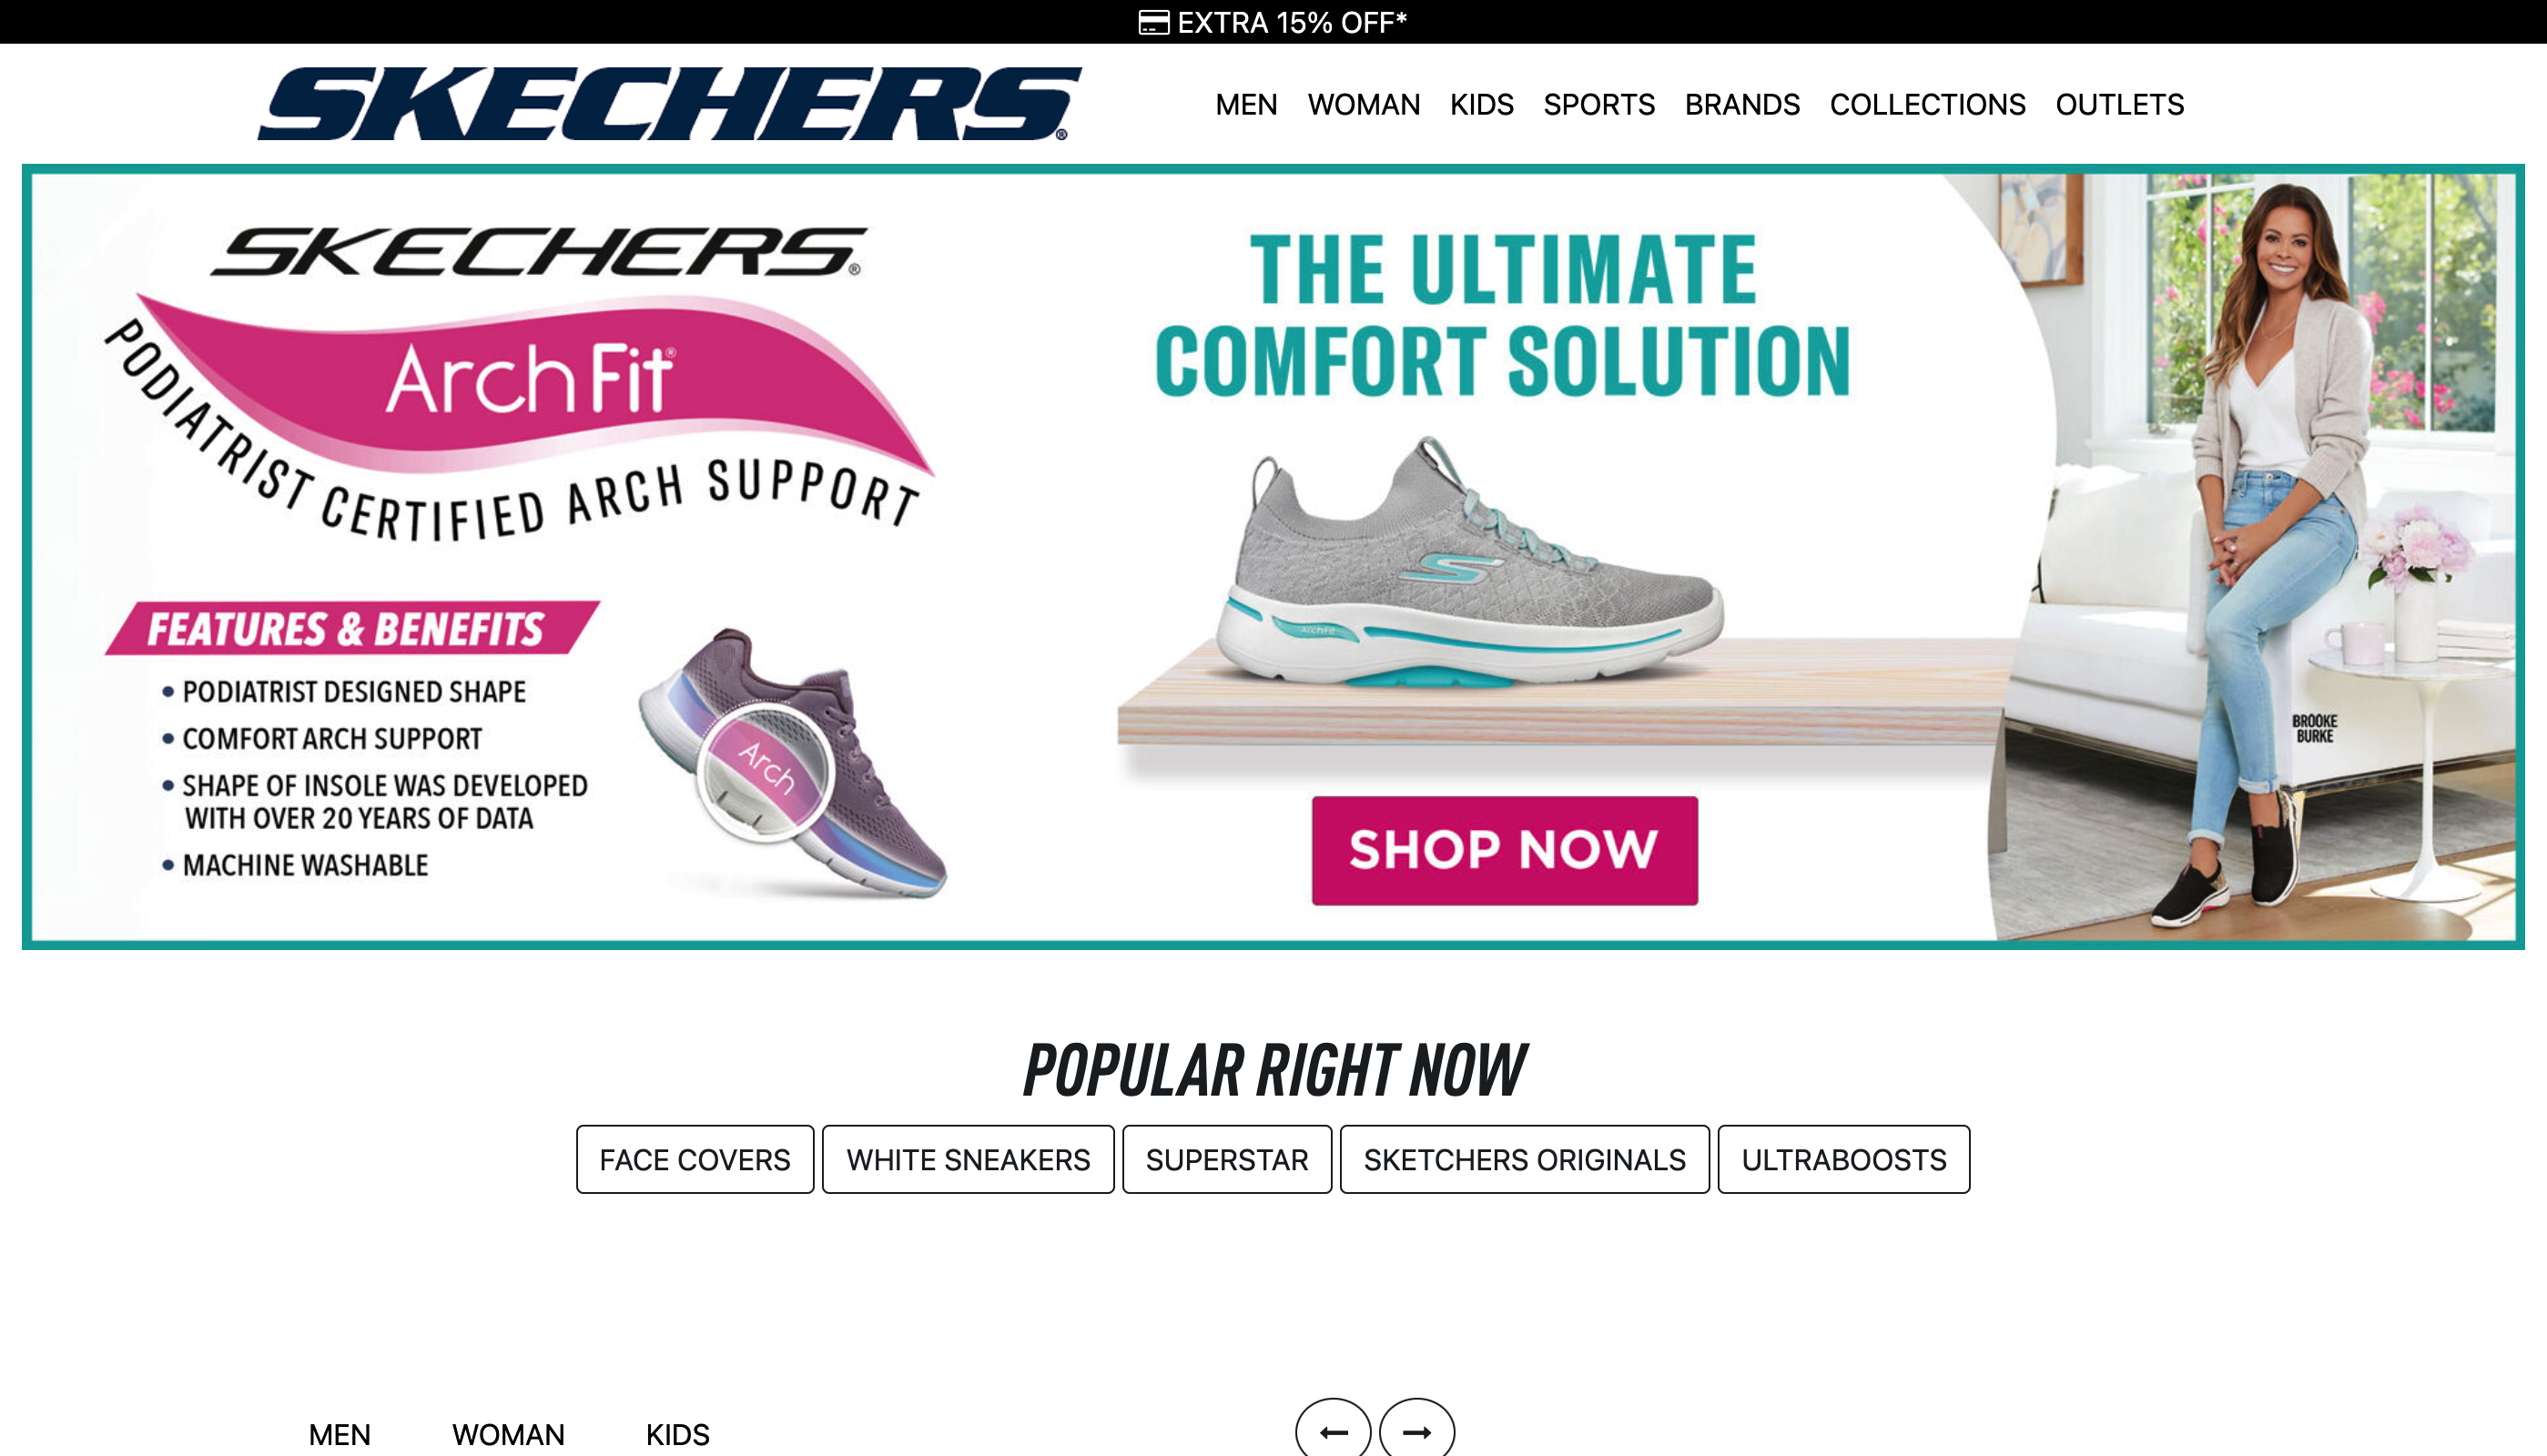 EXTRA 15% OFF*
SKECHERS®
MEN WOMAN KIDS SPORTS BRANDS COLLECTIONS OUTLETS
SKECHERS®
Arch Fit®
PODIATRIST CERTIFIED ARCH SUPPORT
FEATURES & BENEFITS
• PODIATRIST DESIGNED SHAPE
• COMFORT ARCH SUPPORT
• SHAPE OF INSOLE WAS DEVELOPED
WITH OVER 20 YEARS OF DATA
• MACHINE WASHABLE
Arch
THE ULTIMATE
COMFORT SOLUTION
ArchFit
SHOP NOW
BROOKE
BURKE
POPULAR RIGHT NOW
FACE COVERS
WHITE SNEAKERS
SUPERSTAR
SKETCHERS ORIGINALS
ULTRABOOSTS
MEN WOMAN KIDS